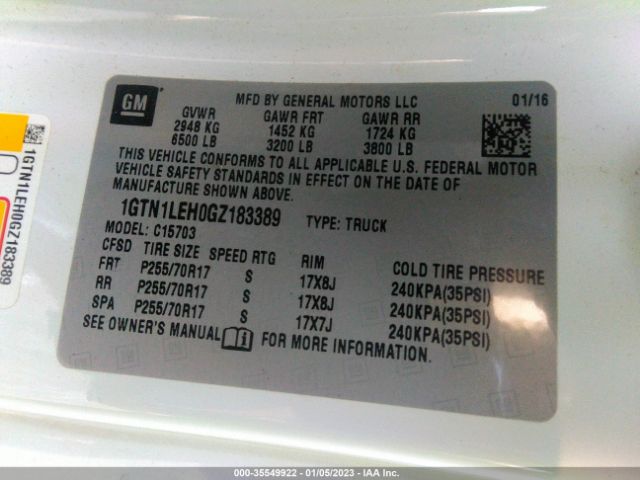 GM
MFD BY GENERAL MOTORS LLC 01/16
GVWR GAWR FRT GAWR RR
2948 KG 1452 KG 1724 KG
6500 LB 3200 LB 3800 LB
THIS VEHICLE CONFORMS TO ALL APPLICABLE U.S. FEDERAL MOTOR
VEHICLE SAFETY STANDARDS IN EFFECT ON THE DATE OF
MANUFACTURE SHOWN ABOVE.
1GTN1LEH0GZ183389 TYPE: TRUCK
MODEL: C15703
CFSD TIRE SIZE SPEED RTG RIM COLD TIRE PRESSURE
FRT P255/70R17 S 17X8J 240KPA(35PSI)
RR P255/70R17 S 17X8J 240KPA(35PSI)
SPA P255/70R17 S 17X7J 240KPA(35PSI)
SEE OWNER'S MANUAL FOR MORE INFORMATION.
1GTN1LEH0GZ183389
000-35549922 - 01/05/2023 - IAA Inc.